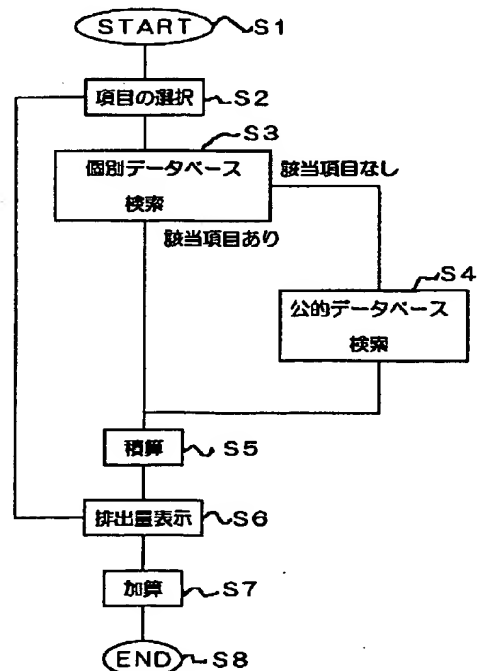 START S1
項目の選択 S2
S3
個別データベース
検索
該当項目なし
該当項目あり
S4
公的データベース
検索
積算 S5
排出量表示 S6
加算 S7
END S8